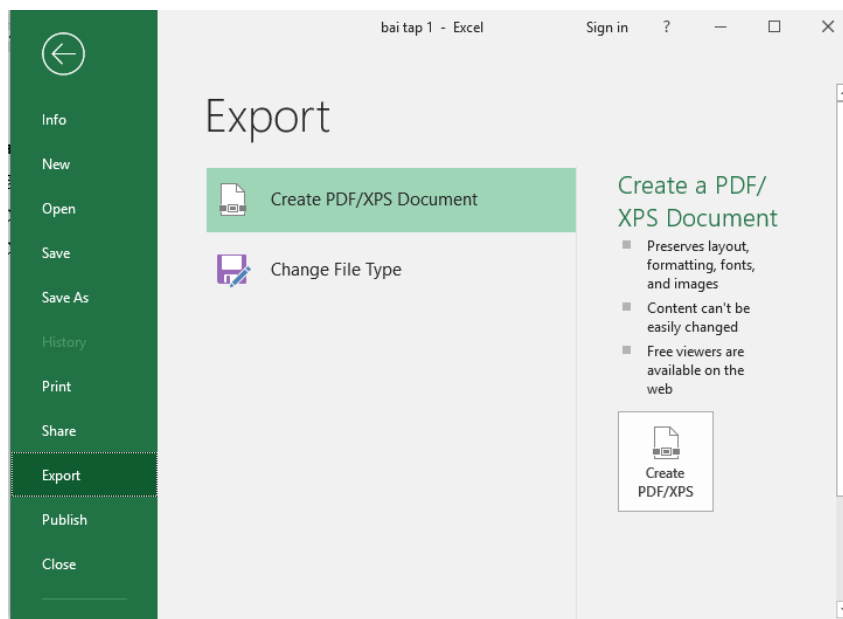 bai tap 1 - Excel
Sign in
?
Info
New
Open
Save
Save As
History
Print
Share
Export
Publish
Close
Export
Create PDF/XPS Document
Change File Type
Create a PDF/
XPS Document
Preserves layout,
formatting, fonts,
and images
Content can't be
easily changed
Free viewers are
available on the
web
Create
PDF/XPS